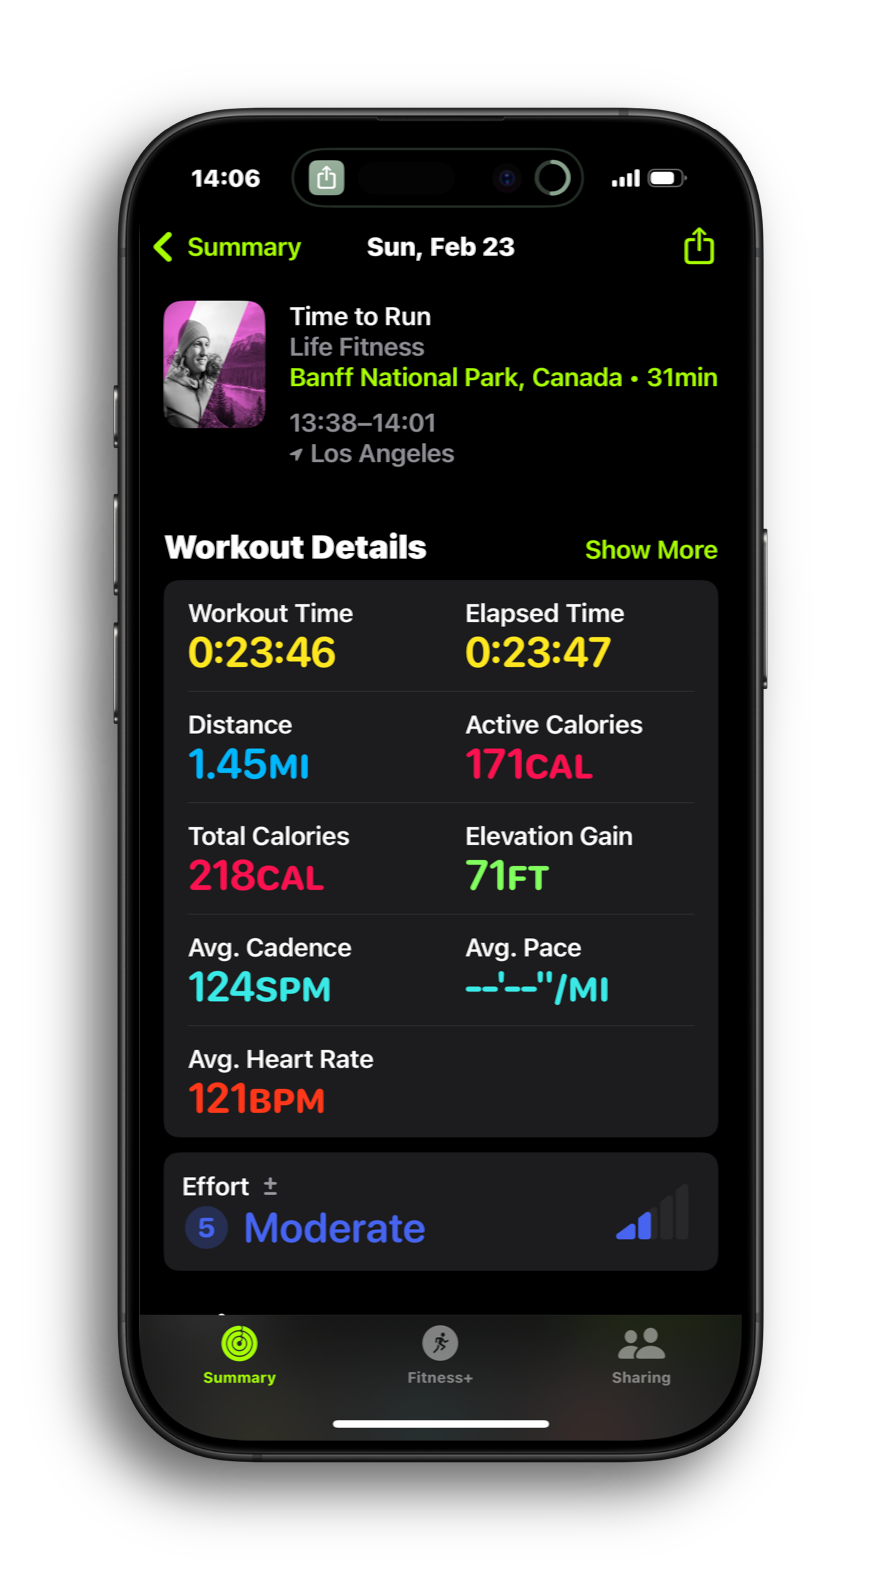 14:06
Summary
Sun, Feb 23
Time to Run
Life Fitness
Banff National Park, Canada • 31min
13:38–14:01
Los Angeles
Workout Details
Show More
Workout Time
Elapsed Time
0:23:46
0:23:47
Distance
Active Calories
1.45MI
171CAL
Total Calories
Elevation Gain
218CAL
71FT
Avg. Cadence
Avg. Pace
124SPM
--'--"/MI
Avg. Heart Rate
121BPM
Effort ±
5 Moderate
Summary
Fitness+
Sharing